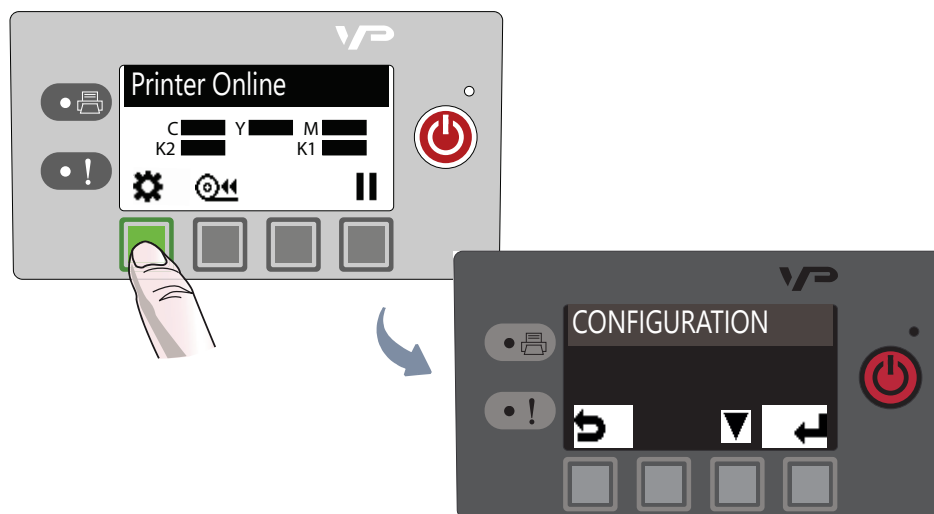 VP
Printer Online
C Y M
K2 K1
!
VP
CONFIGURATION
!